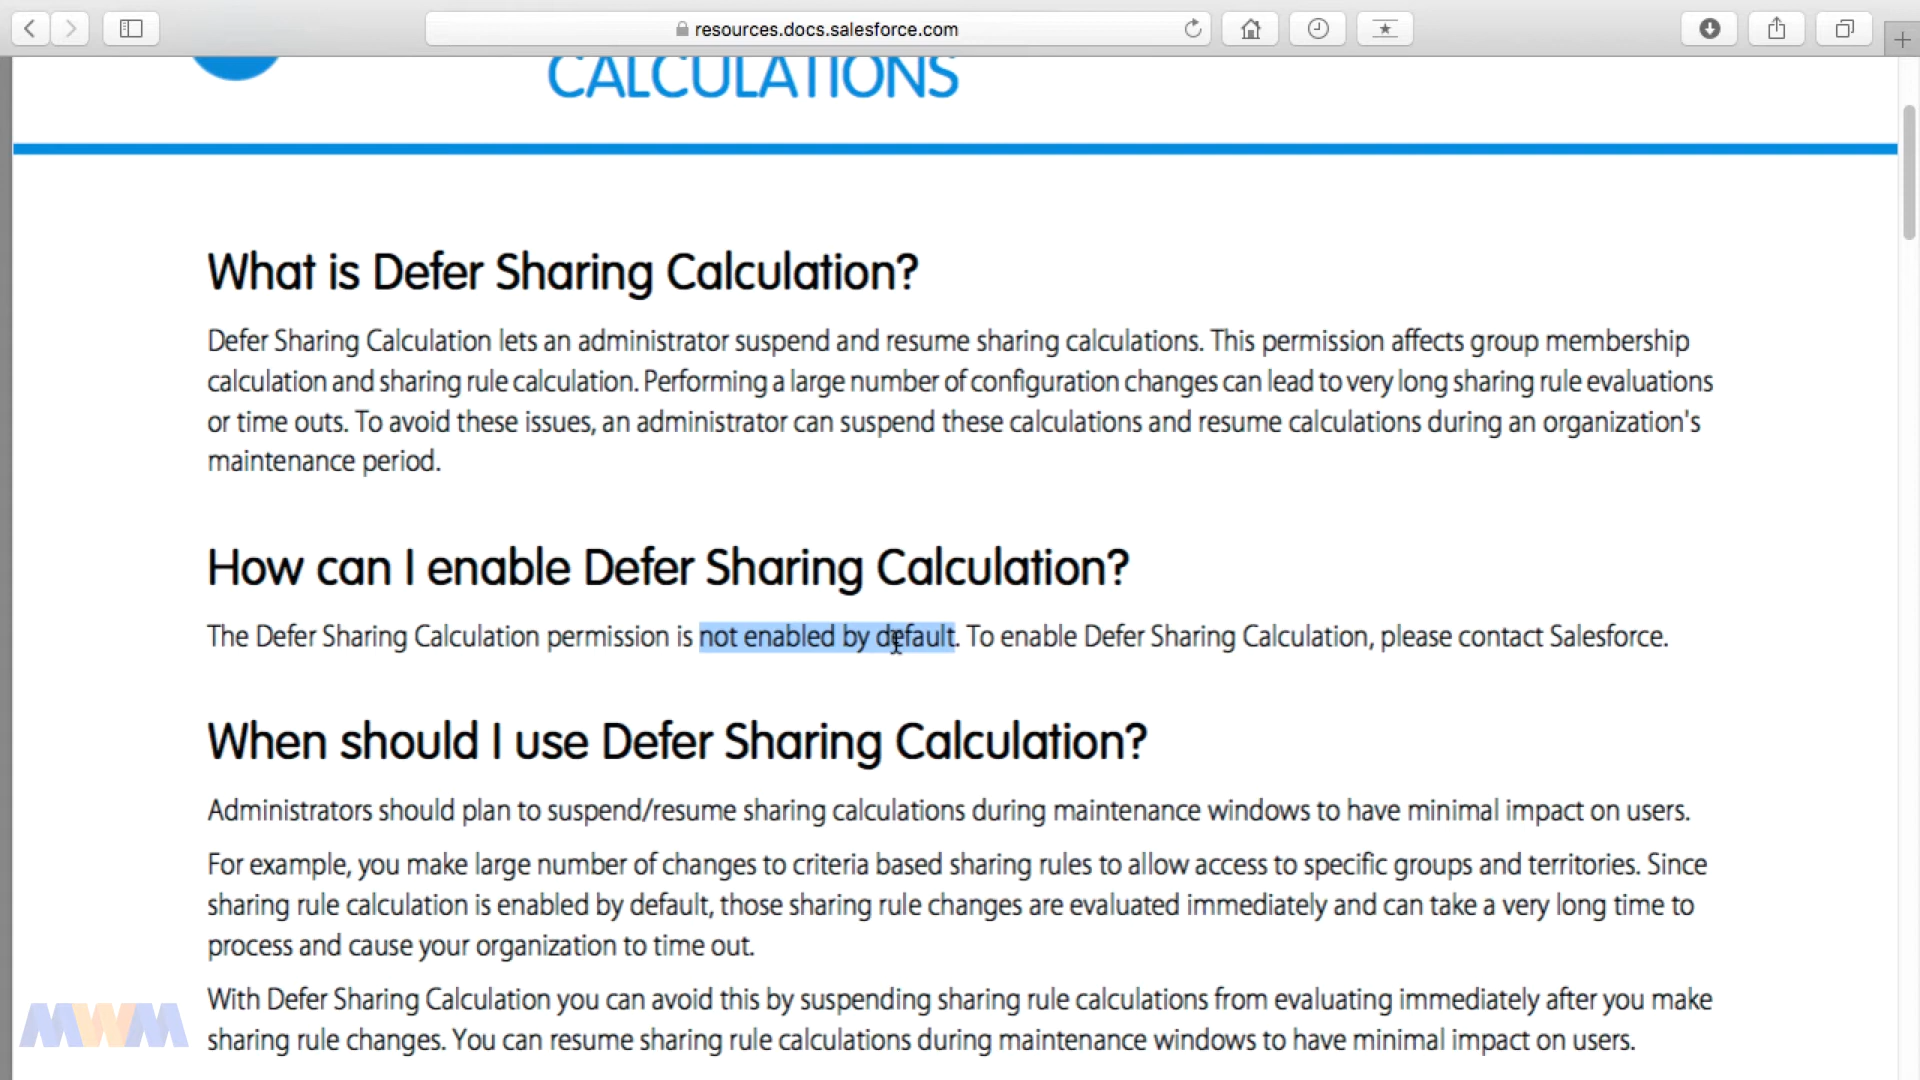 resources.docs.salesforce.com
CALCULATIONS
What is Defer Sharing Calculation?
Defer Sharing Calculation lets an administrator suspend and resume sharing calculations. This permission affects group membership
calculation and sharing rule calculation. Performing a large number of configuration changes can lead to very long sharing rule evaluations
or time outs. To avoid these issues, an administrator can suspend these calculations and resume calculations during an organization's
maintenance period.
How can I enable Defer Sharing Calculation?
The Defer Sharing Calculation permission is not enabled by default. To enable Defer Sharing Calculation, please contact Salesforce.
When should I use Defer Sharing Calculation?
Administrators should plan to suspend/resume sharing calculations during maintenance windows to have minimal impact on users.
For example, you make large number of changes to criteria based sharing rules to allow access to specific groups and territories. Since
sharing rule calculation is enabled by default, those sharing rule changes are evaluated immediately and can take a very long time to
process and cause your organization to time out.
With Defer Sharing Calculation you can avoid this by suspending sharing rule calculations from evaluating immediately after you make
sharing rule changes. You can resume sharing rule calculations during maintenance windows to have minimal impact on users.
MWM